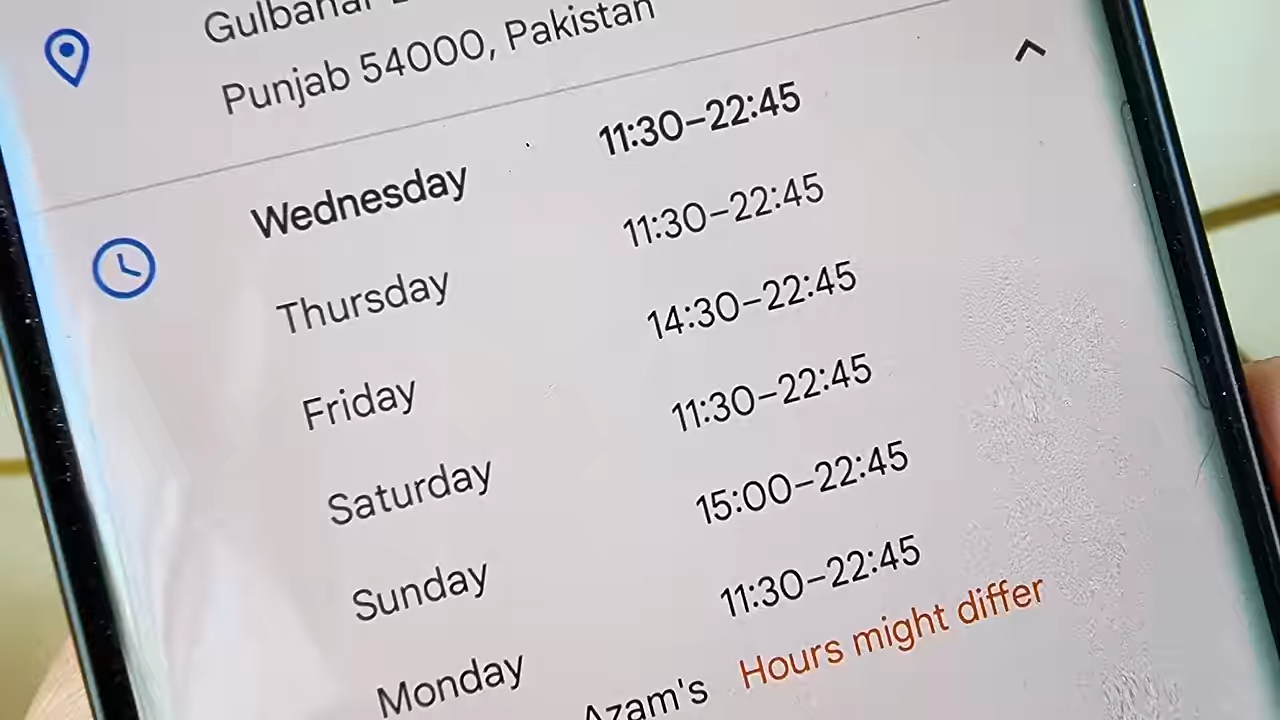 Gulbahar
Punjab 54000, Pakistan
Wednesday 11:30–22:45
Thursday 11:30–22:45
Friday 14:30–22:45
Saturday 11:30–22:45
Sunday 15:00–22:45
Monday 11:30–22:45
Azam's Hours might differ